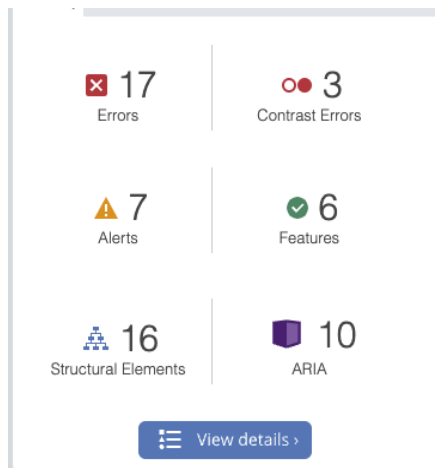 17
Errors
3
Contrast Errors
7
Alerts
6
Features
16
Structural Elements
10
ARIA
View details ›